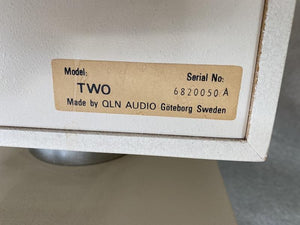 Model: Serial No:
TWO 6820050 A
Made by QLN AUDIO Göteborg Sweden